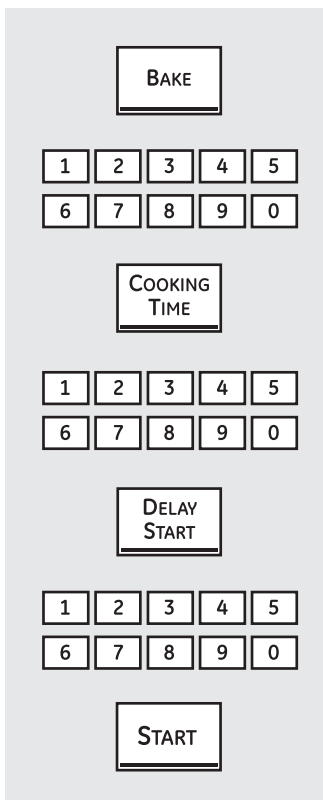 BAKE
1 2 3 4 5
6 7 8 9 0
COOKING
TIME
1 2 3 4 5
6 7 8 9 0
DELAY
START
1 2 3 4 5
6 7 8 9 0
START